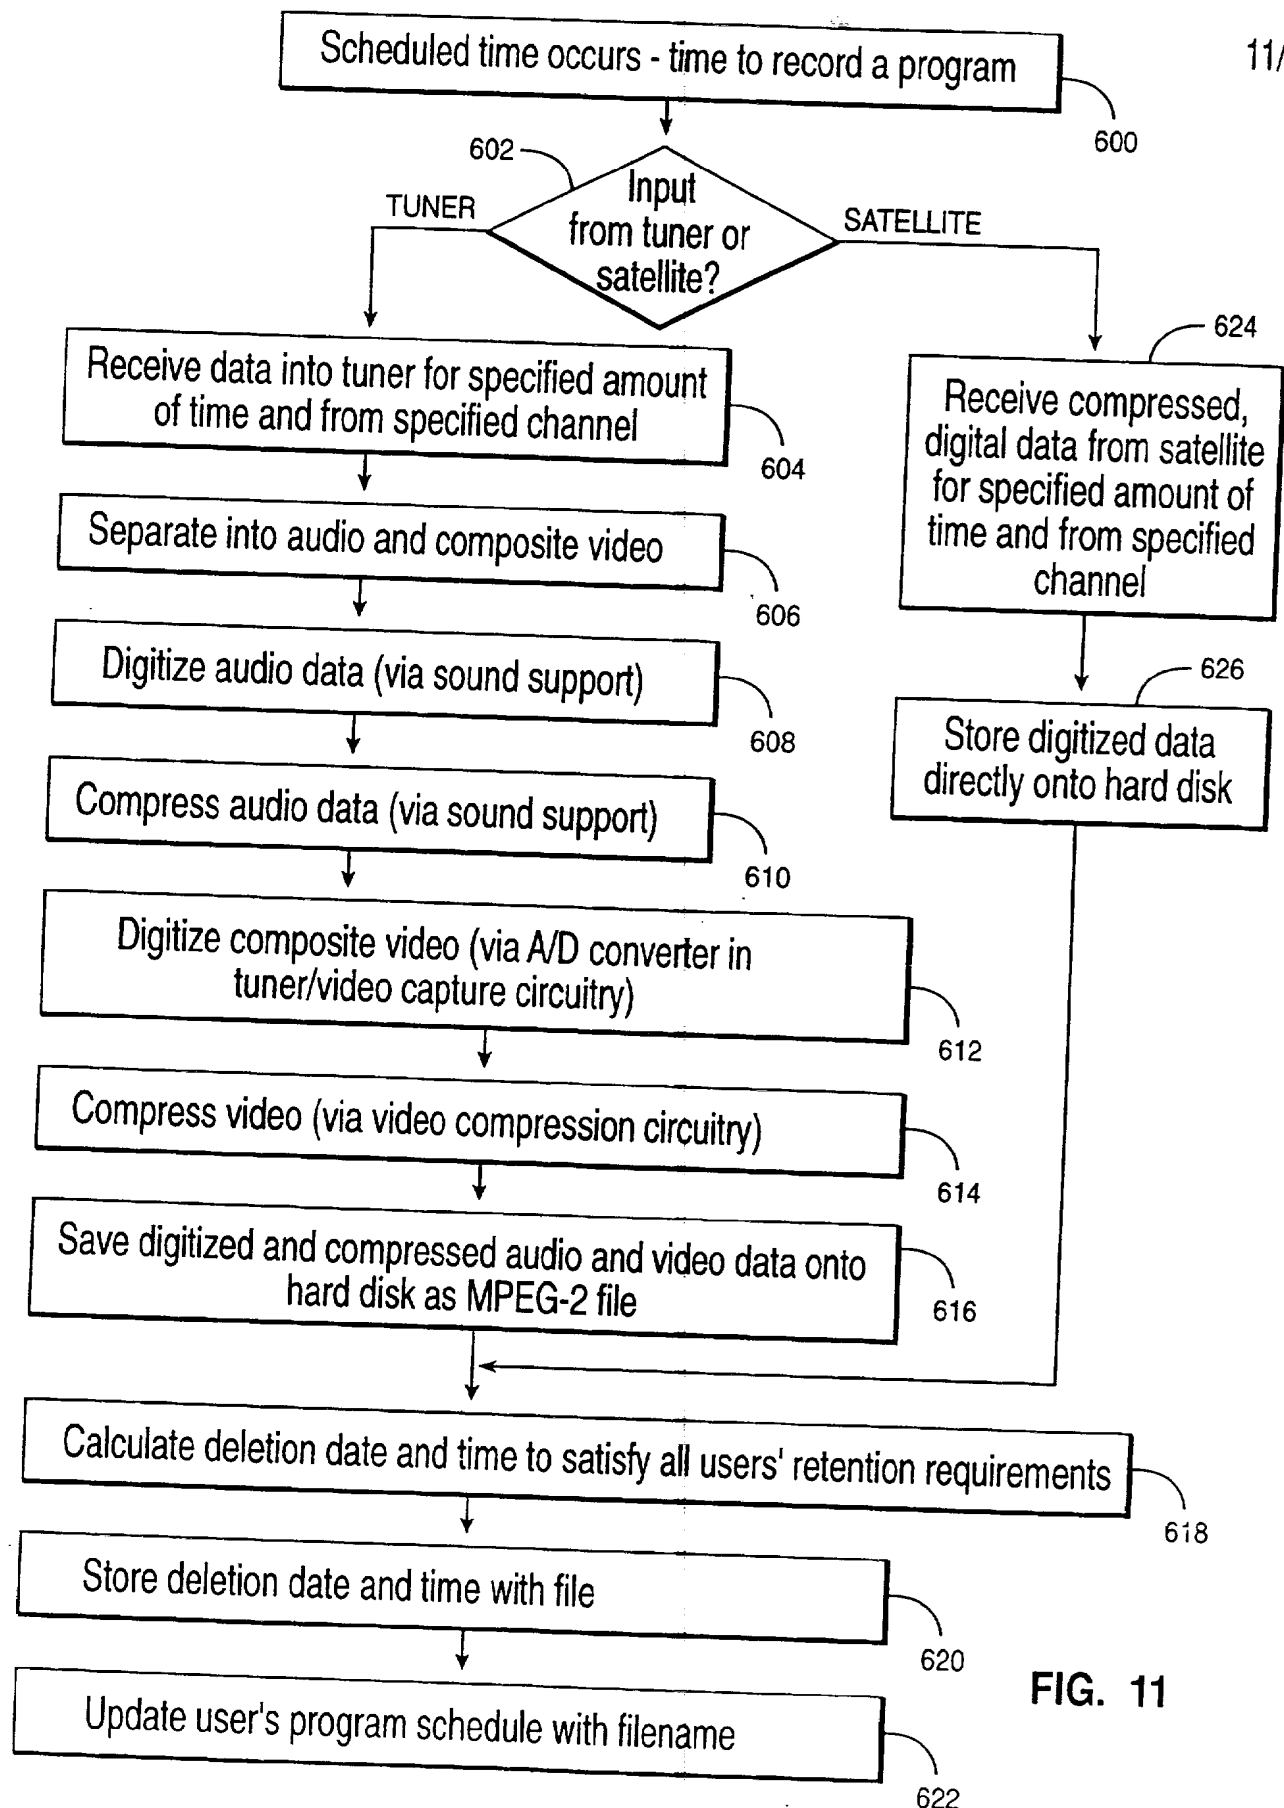 Scheduled time occurs - time to record a program
11/
600
602
Input
from tuner or
satellite?
TUNER
SATELLITE
624
Receive data into tuner for specified amount
of time and from specified channel
604
Receive compressed,
digital data from satellite
for specified amount of
time and from specified
channel
Separate into audio and composite video
606
Digitize audio data (via sound support)
608
626
Store digitized data
directly onto hard disk
Compress audio data (via sound support)
610
Digitize composite video (via A/D converter in
tuner/video capture circuitry)
612
Compress video (via video compression circuitry)
614
Save digitized and compressed audio and video data onto
hard disk as MPEG-2 file
616
Calculate deletion date and time to satisfy all users' retention requirements
618
Store deletion date and time with file
620
FIG. 11
Update user's program schedule with filename
622